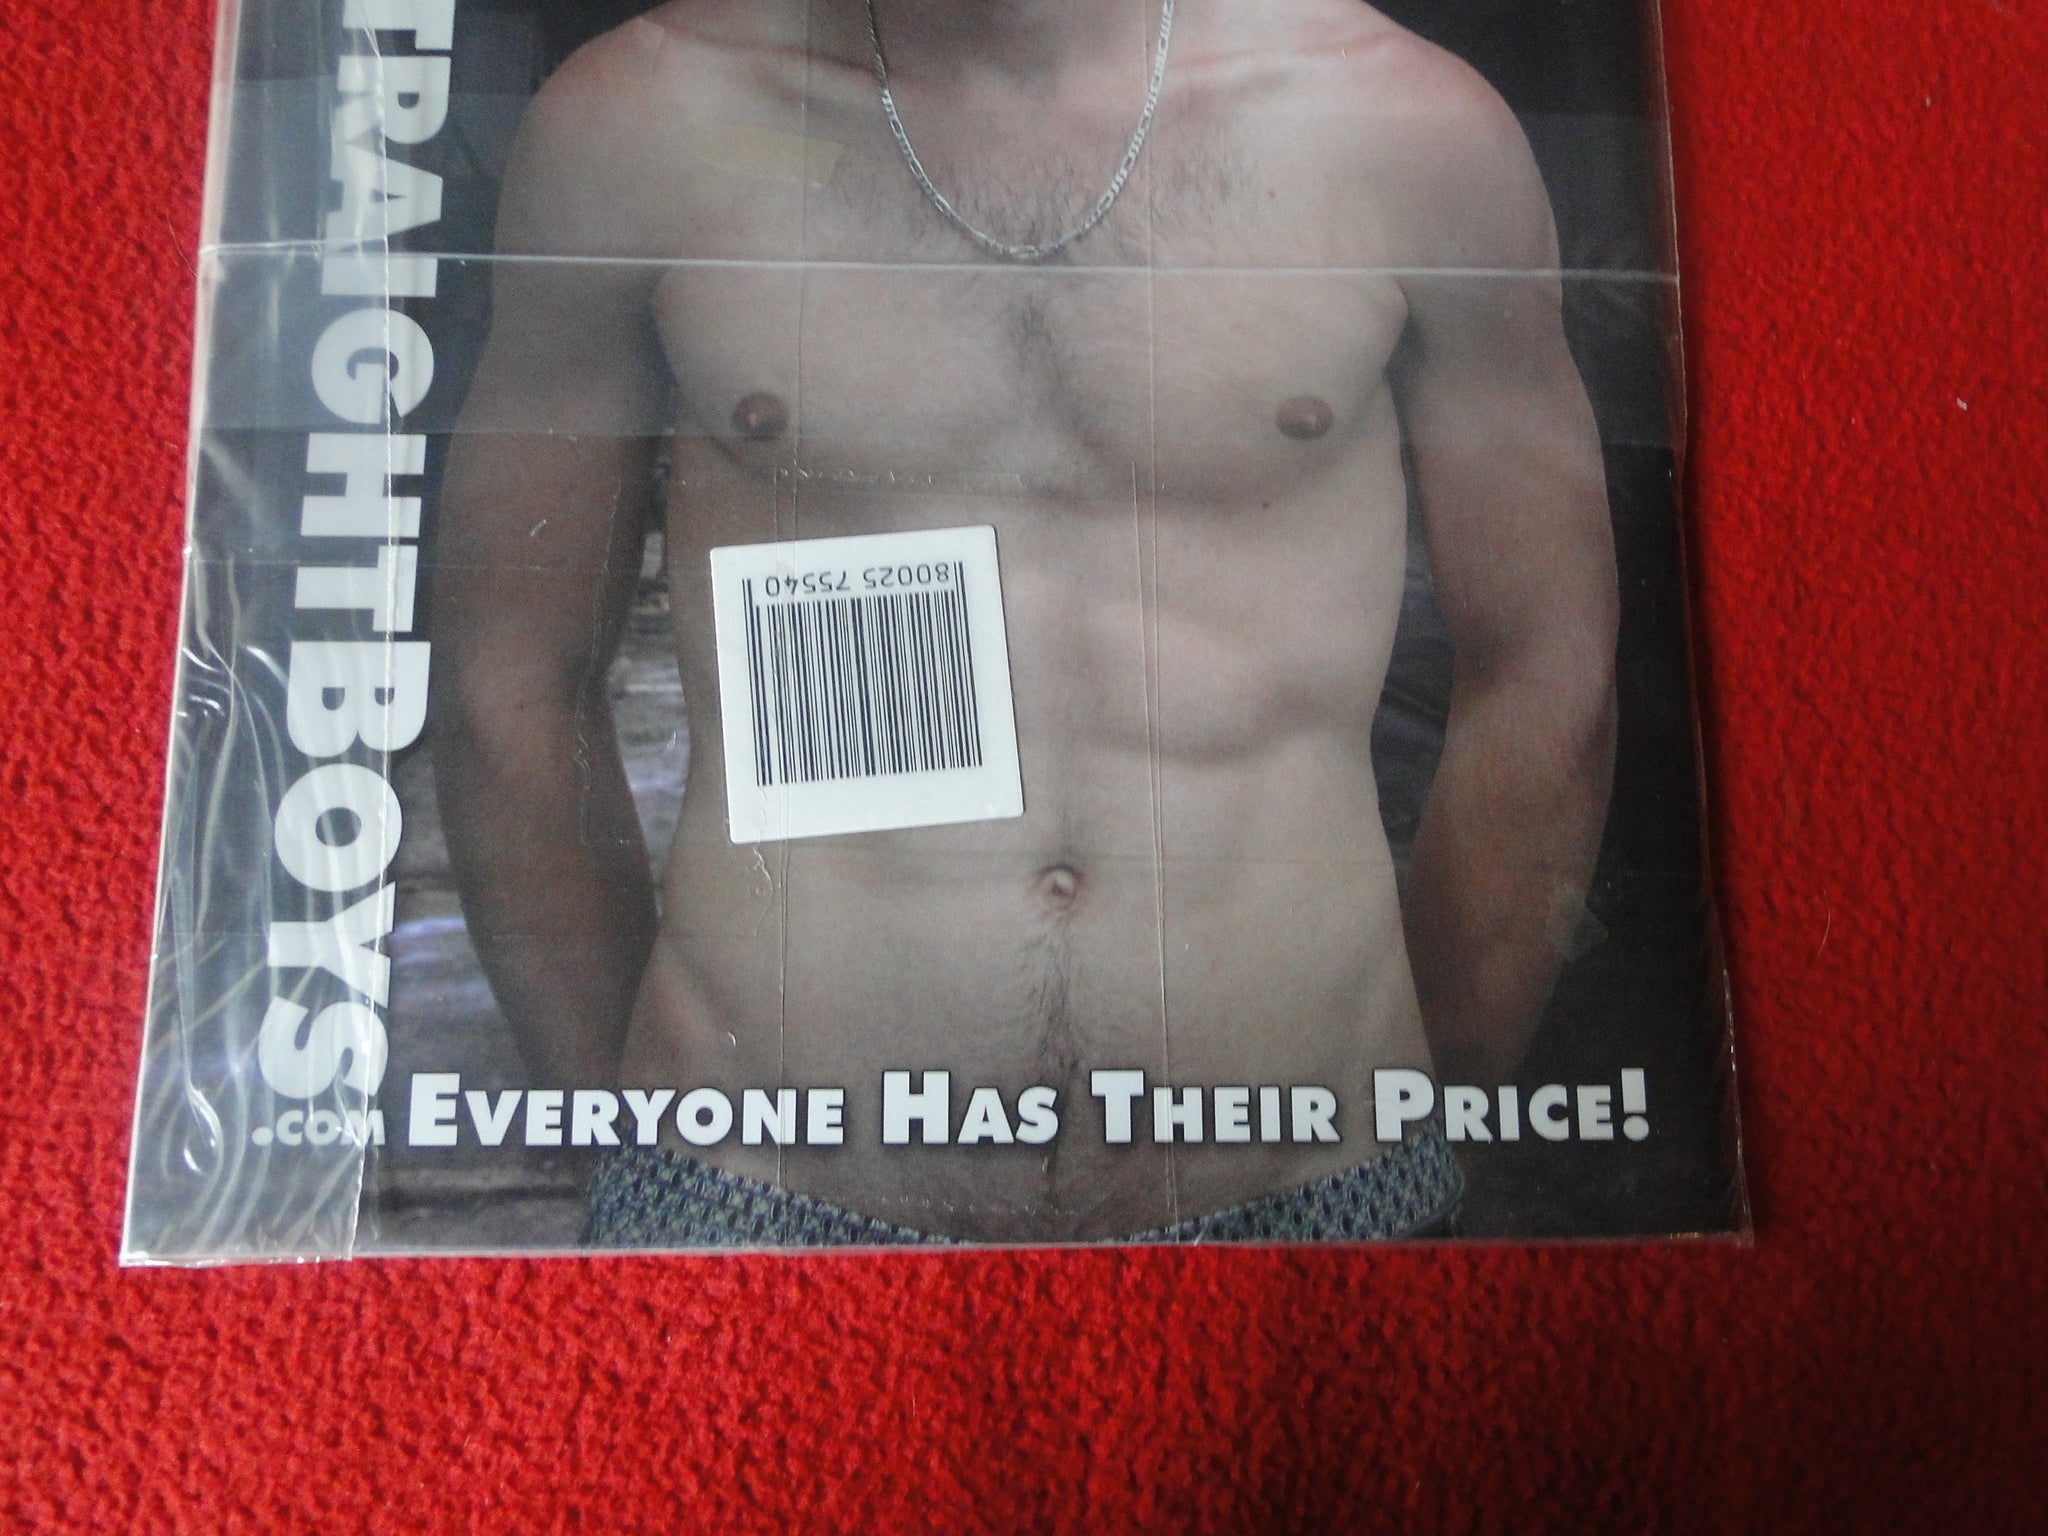 TRAIGHTBOYS
.COM
EVERYONE HAS THEIR PRICE!
80025 75540